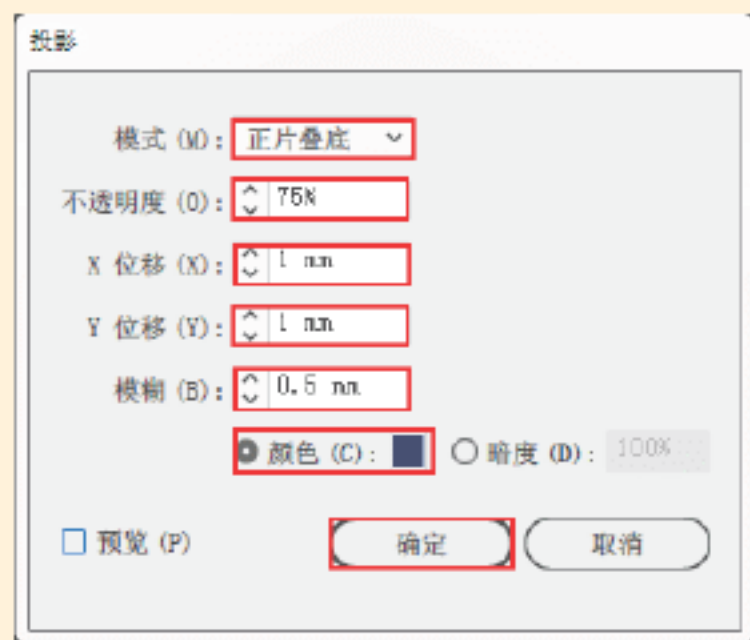 投影
模式 (M): 正片叠底
不透明度 (O): 75%
X 位移 (X): 1 mm
Y 位移 (Y): 1 mm
模糊 (B): 0.5 mm
颜色 (C): 暗度 (D): 100%
预览 (P) 确定 取消